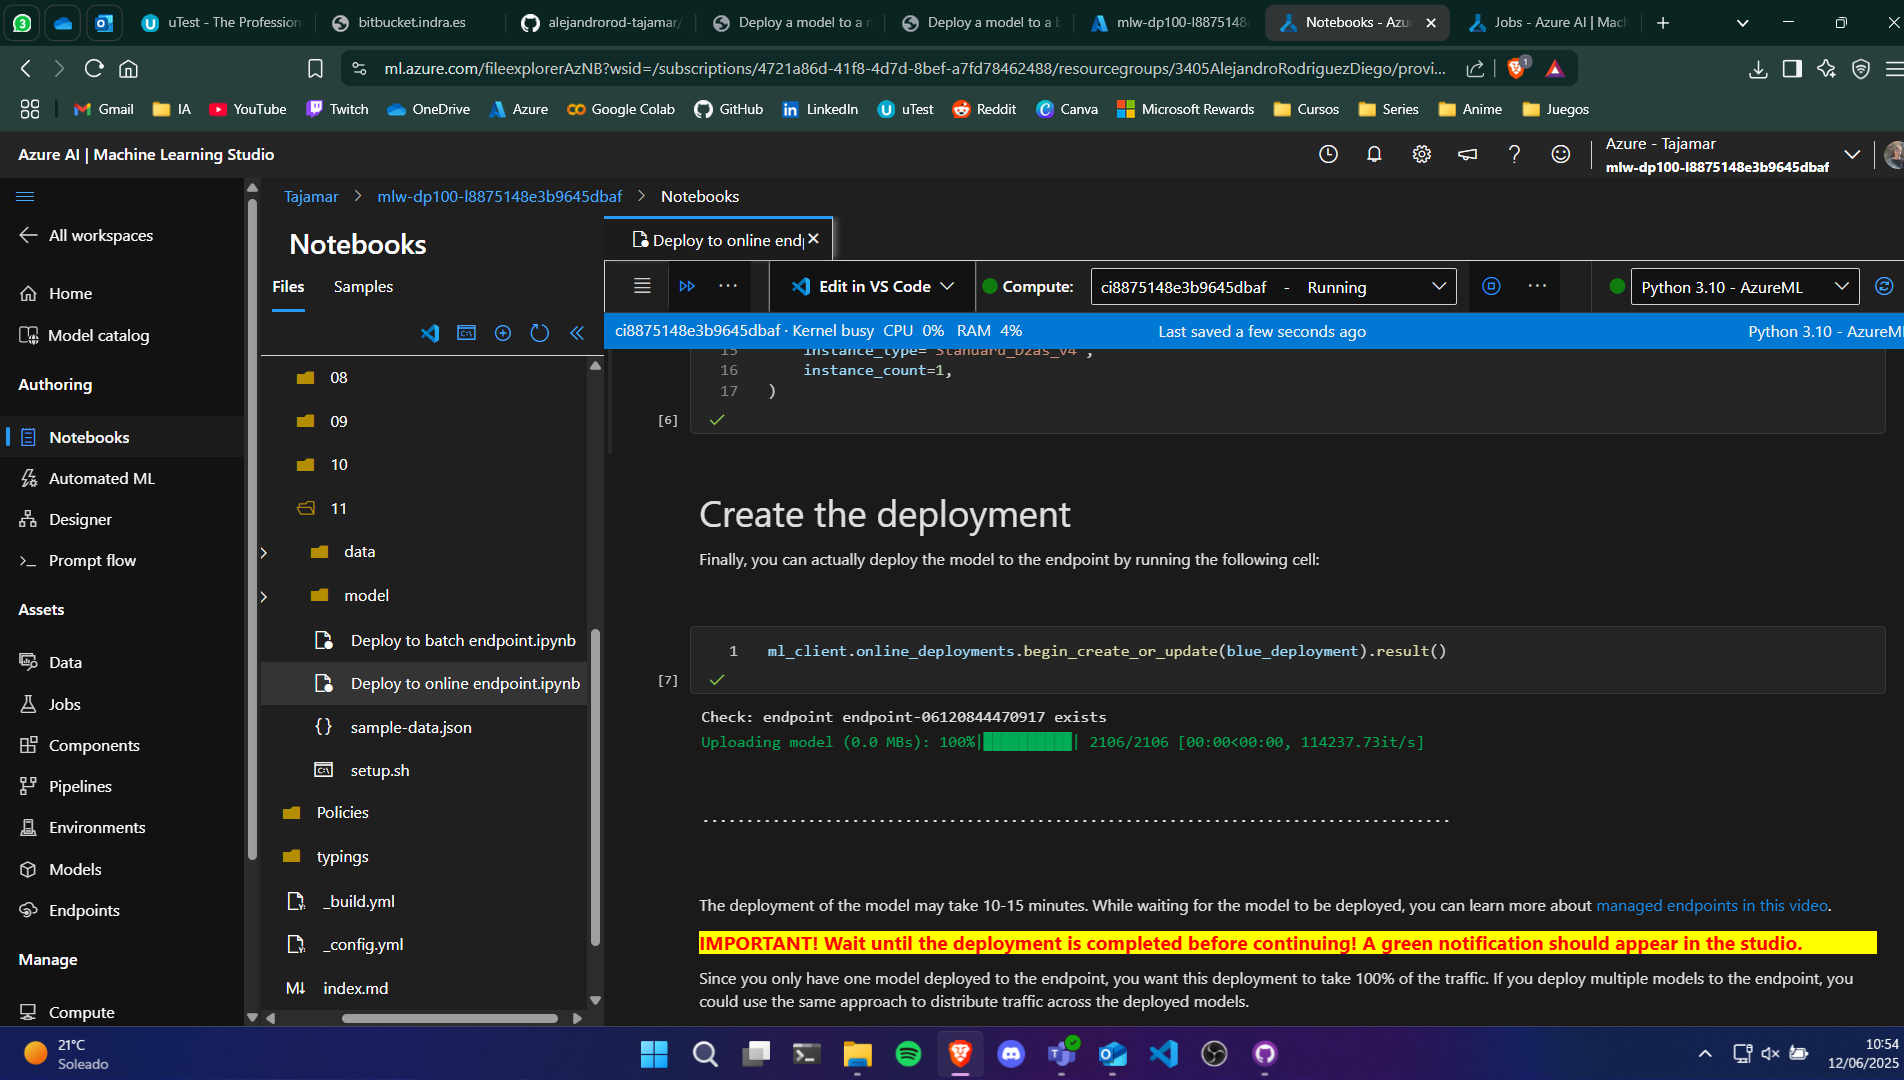 uTest - The Profession
bitbucket.indra.es
alejandrorod-tajamar/
Deploy a model to a m
Deploy a model to a b
mlw-dp100-l8875148
Notebooks - Azu
Jobs - Azure AI | Mach
ml.azure.com/fileexplorerAzNB?wsid=/subscriptions/4721a86d-41f8-4d7d-8bef-a7fd78462488/resourcegroups/3405AlejandroRodriguezDiego/provi...
1
Gmail
IA
YouTube
Twitch
OneDrive
Azure
Google Colab
GitHub
LinkedIn
uTest
Reddit
Canva
Microsoft Rewards
Cursos
Series
Anime
Juegos
Azure AI | Machine Learning Studio
Azure - Tajamar
mlw-dp100-l8875148e3b9645dbaf
All workspaces
Home
Model catalog
Authoring
Notebooks
Automated ML
Designer
Prompt flow
Assets
Data
Jobs
Components
Pipelines
Environments
Models
Endpoints
Manage
Compute
Tajamar > mlw-dp100-l8875148e3b9645dbaf > Notebooks
Notebooks
Files
Samples
08
09
10
11
data
model
Deploy to batch endpoint.ipynb
Deploy to online endpoint.ipynb
sample-data.json
setup.sh
Policies
typings
_build.yml
_config.yml
index.md
Deploy to online endp
Edit in VS Code
Compute:
ci8875148e3b9645dbaf - Running
Python 3.10 - AzureML
ci8875148e3b9645dbaf · Kernel busy CPU 0% RAM 4%
Last saved a few seconds ago
Python 3.10 - AzureMl
15 instance_type="Standard_D2as_v4",
16 instance_count=1,
17 )
[6]
Create the deployment
Finally, you can actually deploy the model to the endpoint by running the following cell:
1 ml_client.online_deployments.begin_create_or_update(blue_deployment).result()
[7]
Check: endpoint endpoint-06120844470917 exists
Uploading model (0.0 MBs): 100%|██████████| 2106/2106 [00:00<00:00, 114237.73it/s]
The deployment of the model may take 10-15 minutes. While waiting for the model to be deployed, you can learn more about managed endpoints in this video.
IMPORTANT! Wait until the deployment is completed before continuing! A green notification should appear in the studio.
Since you only have one model deployed to the endpoint, you want this deployment to take 100% of the traffic. If you deploy multiple models to the endpoint, you
could use the same approach to distribute traffic across the deployed models.
21°C
Soleado
10:54
12/06/2025